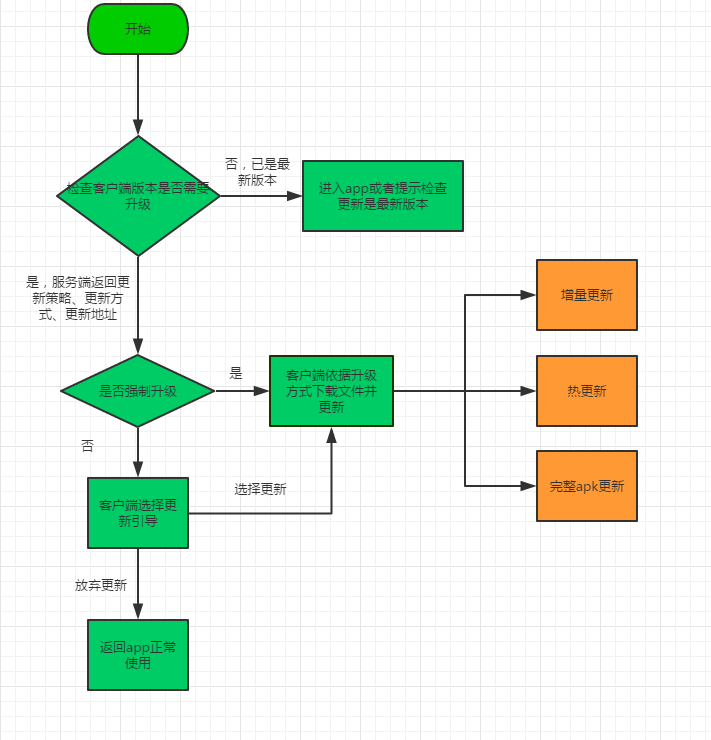 开始
检查客户端版本是否需要
升级
否，已是最
新版本
进入app或者提示检查
更新是最新版本
是，服务端返回更
新策略、更新方
式、更新地址
是否强制升级
是
客户端依据升级
方式下载文件并
更新
增量更新
热更新
完整apk更新
否
客户端选择更
新引导
选择更新
放弃更新
返回app正常
使用